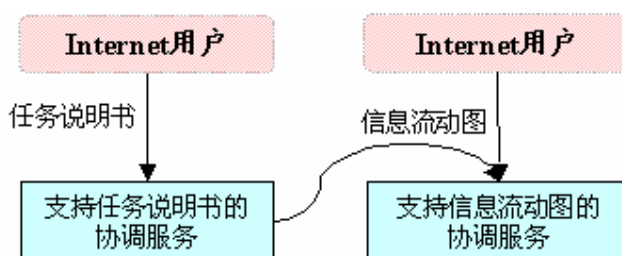 Internet用户
Internet用户
任务说明书
信息流动图
支持任务说明书的
协调服务
支持信息流动图的
协调服务